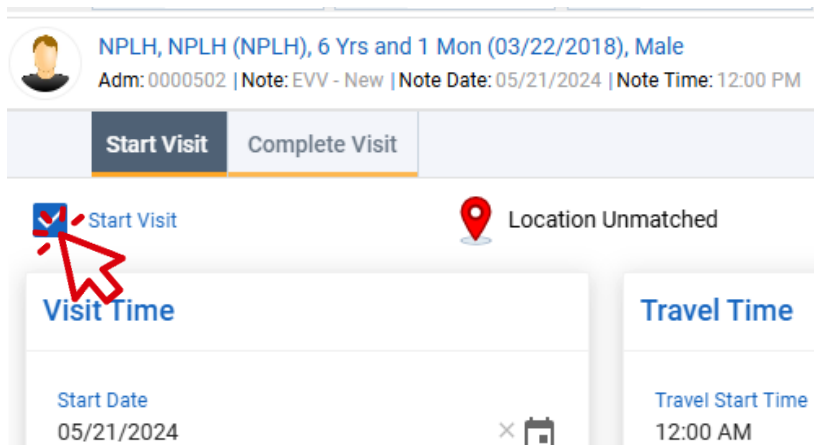 NPLH, NPLH (NPLH), 6 Yrs and 1 Mon (03/22/2018), Male
Adm: 0000502 | Note: EVV - New | Note Date: 05/21/2024 | Note Time: 12:00 PM
Start Visit Complete Visit
Start Visit Location Unmatched
Visit Time Travel Time
Start Date Travel Start Time
05/21/2024 12:00 AM